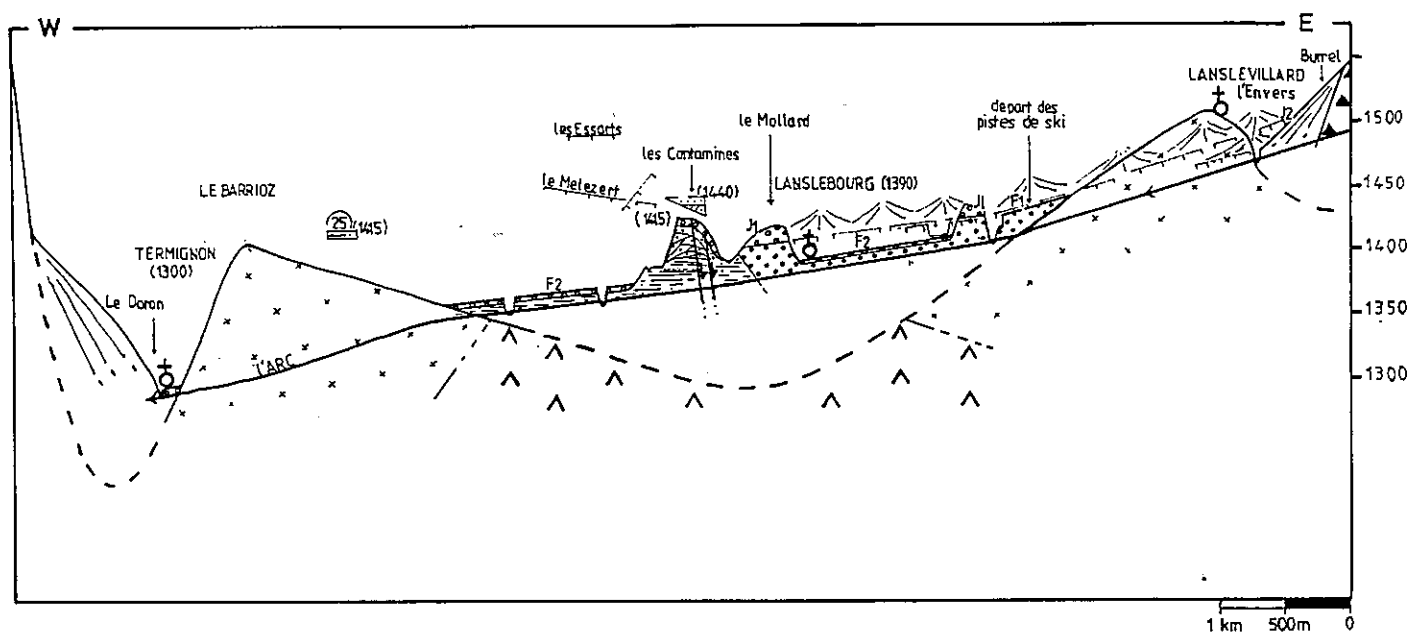 W
E
Burrel
LANSLEVILLARD
l'Envers
J2
1500
départ des
pistes de ski
le Mollard
les Essarts
les Contamines
le Melezert
(1440)
(1415)
LANSLEBOURG (1390)
1450
LE BARRIOZ
25
(1415)
J1
J1
F1
F2
1400
TERMIGNON
(1300)
Le Doron
F2
1350
l'ARC
1300
1 km
500m
0